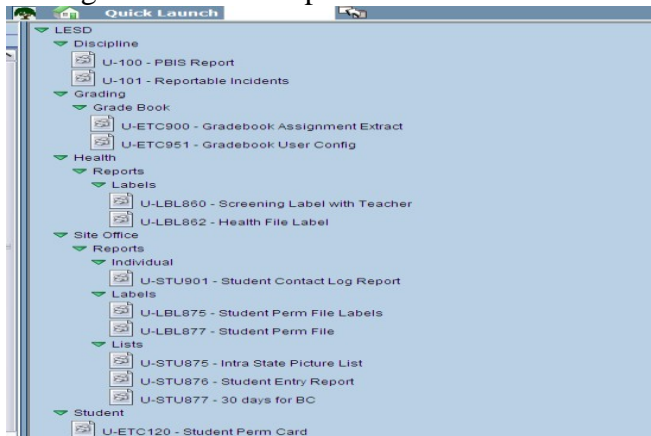 Quick Launch
LESD
Discipline
U-100 - PBIS Report
U-101 - Reportable Incidents
Grading
Grade Book
U-ETC900 - Gradebook Assignment Extract
U-ETC951 - Gradebook User Config
Health
Reports
Labels
U-LBL860 - Screening Label with Teacher
U-LBL862 - Health File Label
Site Office
Reports
Individual
U-STU901 - Student Contact Log Report
Labels
U-LBL875 - Student Perm File Labels
U-LBL877 - Student Perm File
Lists
U-STU875 - Intra State Picture List
U-STU876 - Student Entry Report
U-STU877 - 30 days for BC
Student
U-ETC120 - Student Perm Card